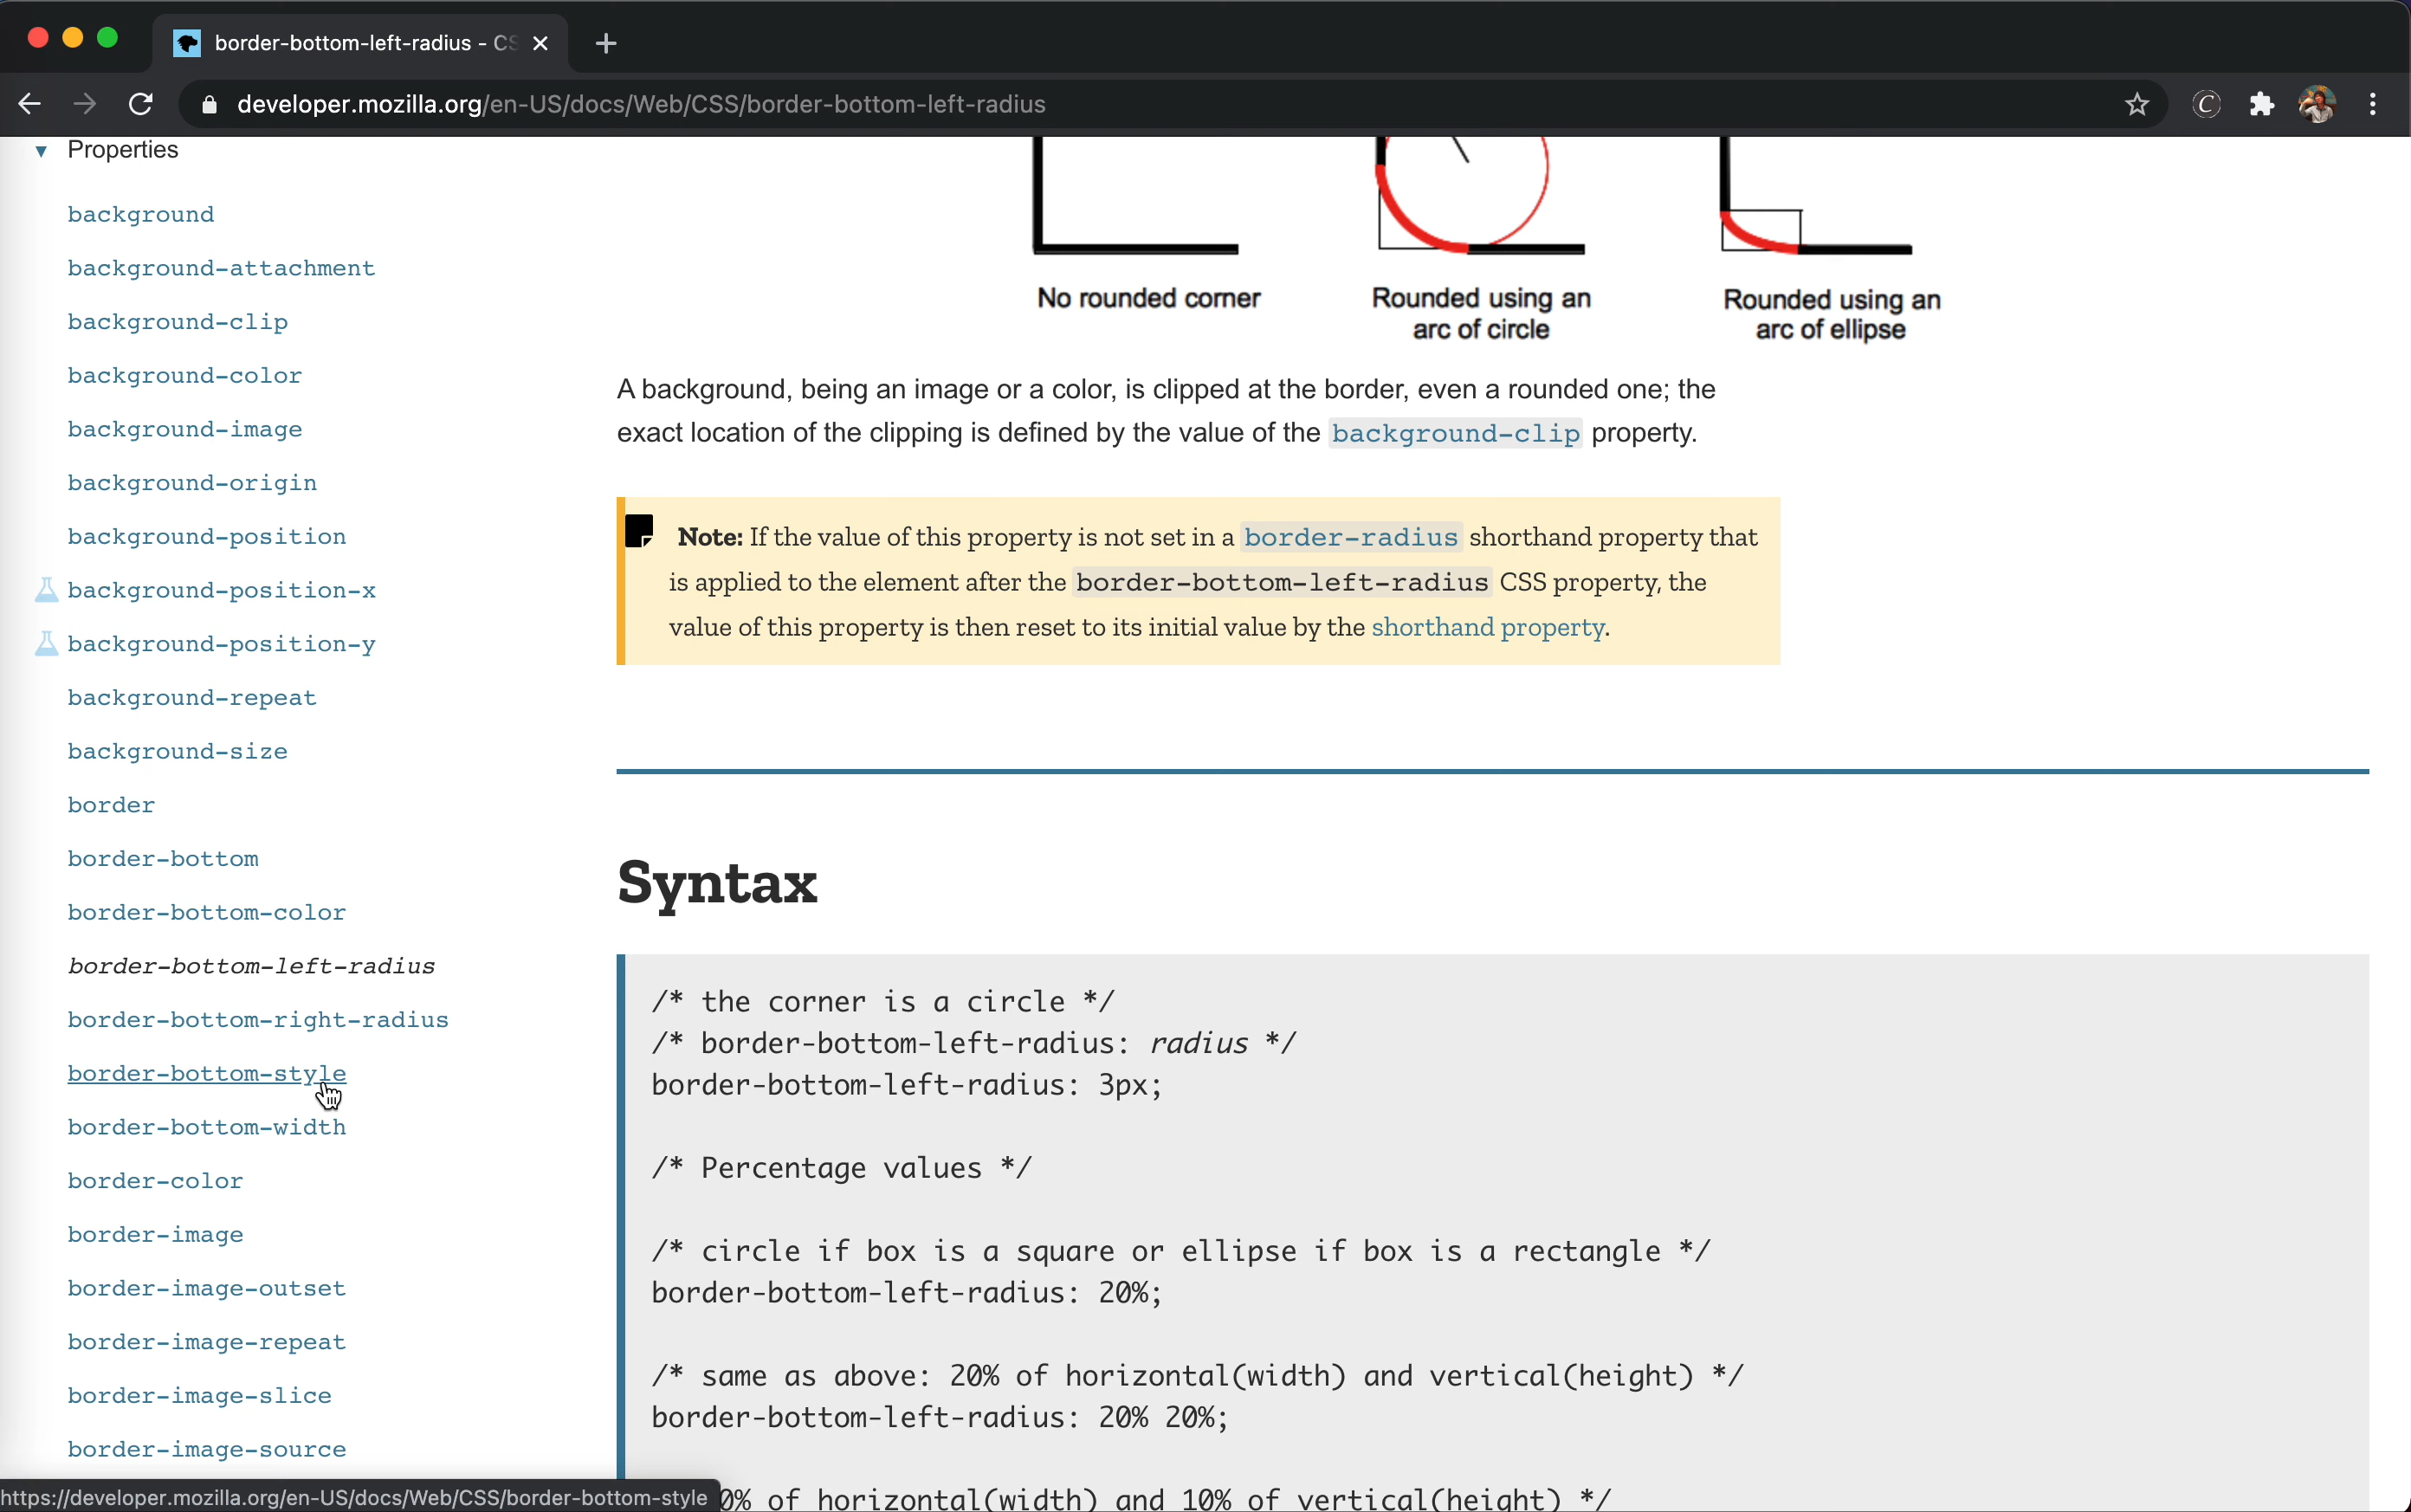 border-bottom-left-radius - CS
developer.mozilla.org/en-US/docs/Web/CSS/border-bottom-left-radius
Properties
background
background-attachment
background-clip
background-color
background-image
background-origin
background-position
background-position-x
background-position-y
background-repeat
background-size
border
border-bottom
border-bottom-color
border-bottom-left-radius
border-bottom-right-radius
border-bottom-style
border-bottom-width
border-color
border-image
border-image-outset
border-image-repeat
border-image-slice
border-image-source
https://developer.mozilla.org/en-US/docs/Web/CSS/border-bottom-style
No rounded corner
Rounded using an
arc of circle
Rounded using an
arc of ellipse
A background, being an image or a color, is clipped at the border, even a rounded one; the
exact location of the clipping is defined by the value of the background-clip property.
Note: If the value of this property is not set in a border-radius shorthand property that
is applied to the element after the border-bottom-left-radius CSS property, the
value of this property is then reset to its initial value by the shorthand property.
Syntax
/* the corner is a circle */
/* border-bottom-left-radius: radius */
border-bottom-left-radius: 3px;
/* Percentage values */
/* circle if box is a square or ellipse if box is a rectangle */
border-bottom-left-radius: 20%;
/* same as above: 20% of horizontal(width) and vertical(height) */
border-bottom-left-radius: 20% 20%;
0% of horizontal(width) and 10% of vertical(height) */